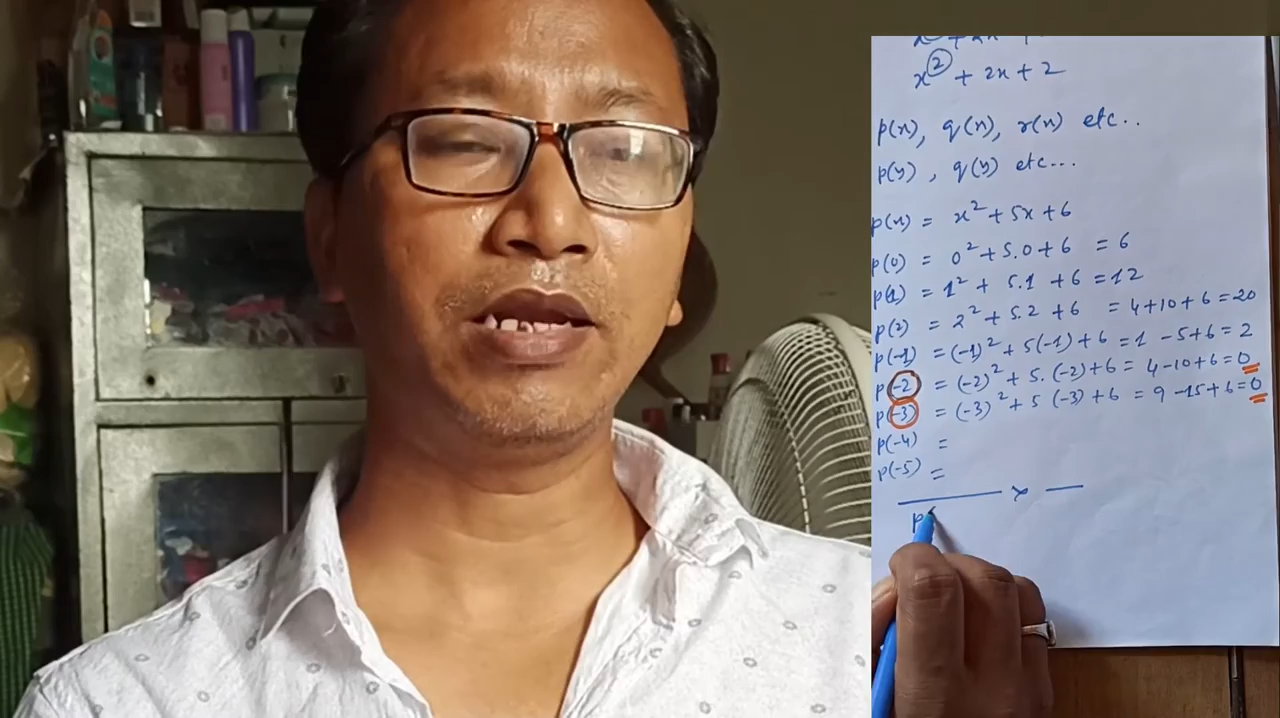 x² + 2x + 2
p(x), q(x), r(x) etc..
p(y), q(y) etc...
p(x) = x² + 5x + 6
p(0) = 0² + 5.0 + 6 = 6
p(1) = 1² + 5.1 + 6 = 12
p(2) = 2² + 5.2 + 6 = 4+10+6 = 20
p(-1) = (-1)² + 5(-1) + 6 = 1 -5+6 = 2
p(-2) = (-2)² + 5.(-2)+6 = 4-10+6 = 0
p(-3) = (-3)² + 5(-3) + 6 = 9 -15+6 = 0
p(-4) =
p(-5) =
p(